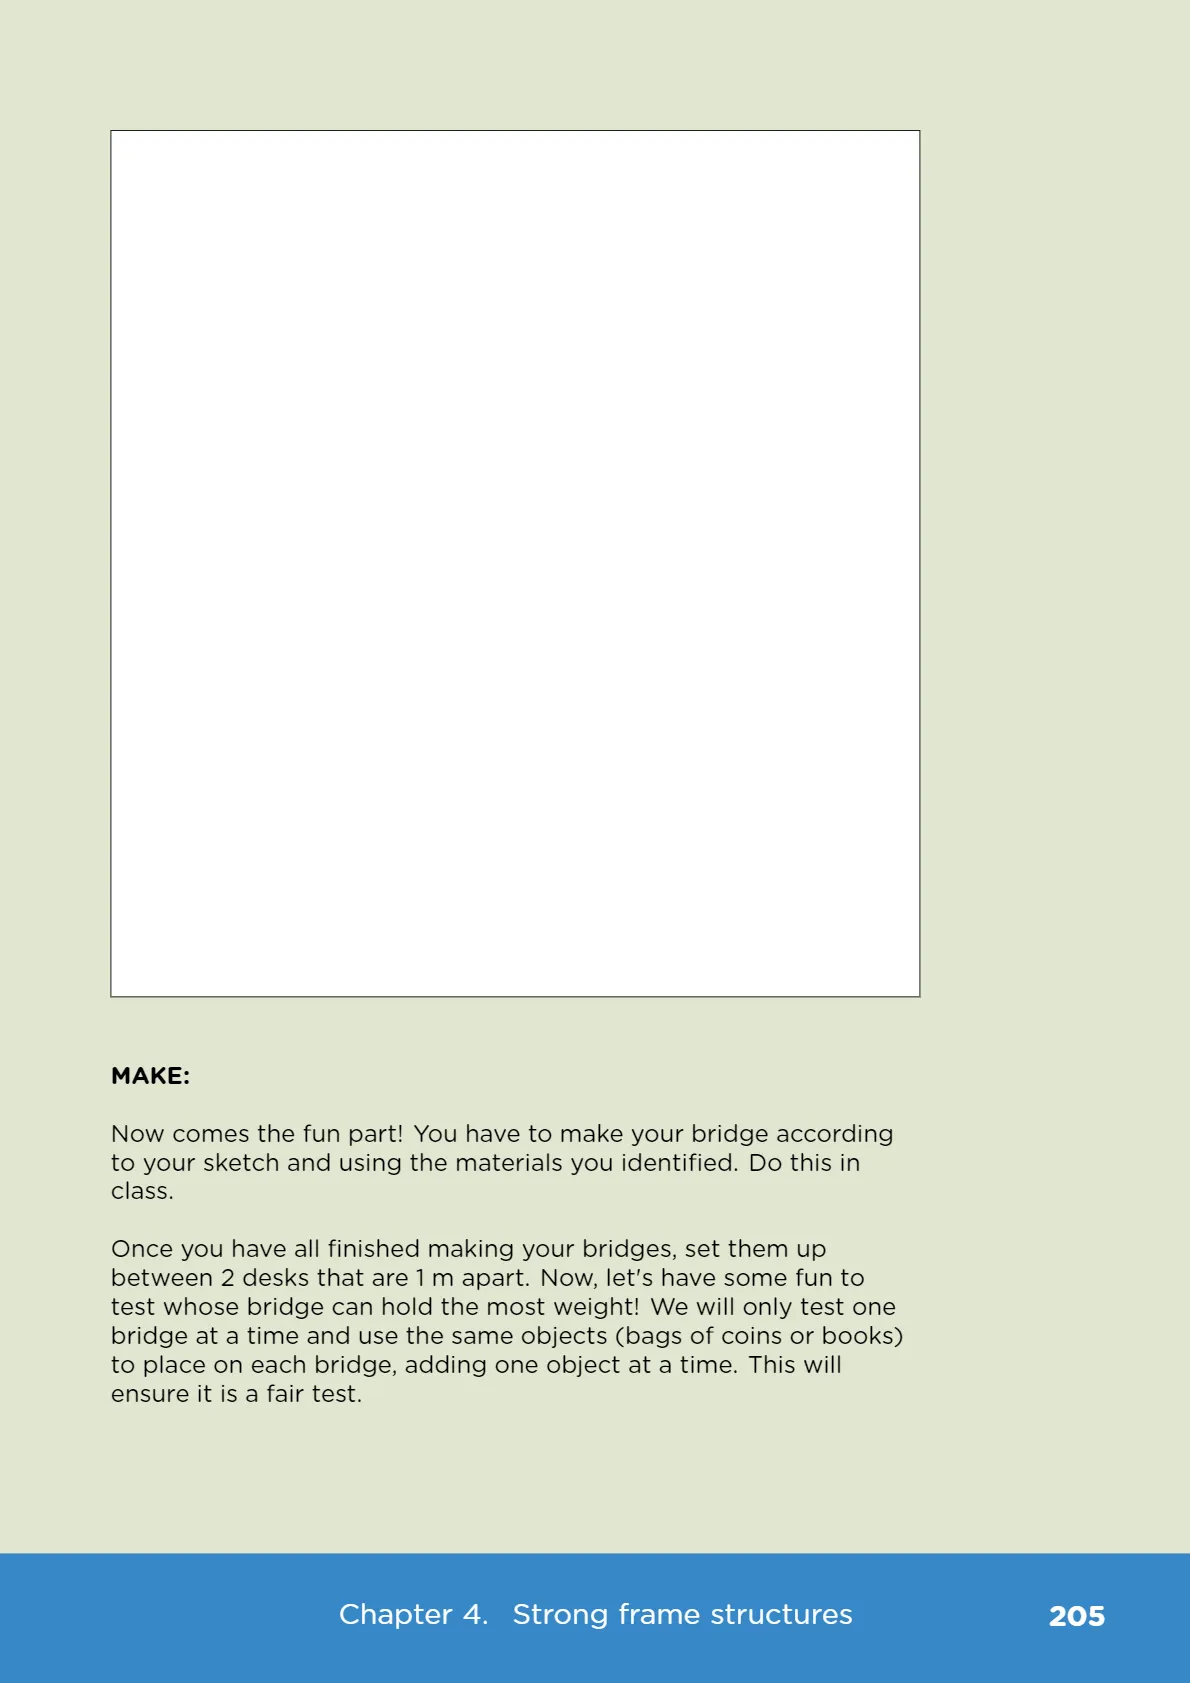 MAKE:
Now comes the fun part! You have to make your bridge according
to your sketch and using the materials you identified. Do this in
class.
Once you have all finished making your bridges, set them up
between 2 desks that are 1 m apart. Now, let's have some fun to
test whose bridge can hold the most weight! We will only test one
bridge at a time and use the same objects (bags of coins or books)
to place on each bridge, adding one object at a time. This will
ensure it is a fair test.
Chapter 4. Strong frame structures 205